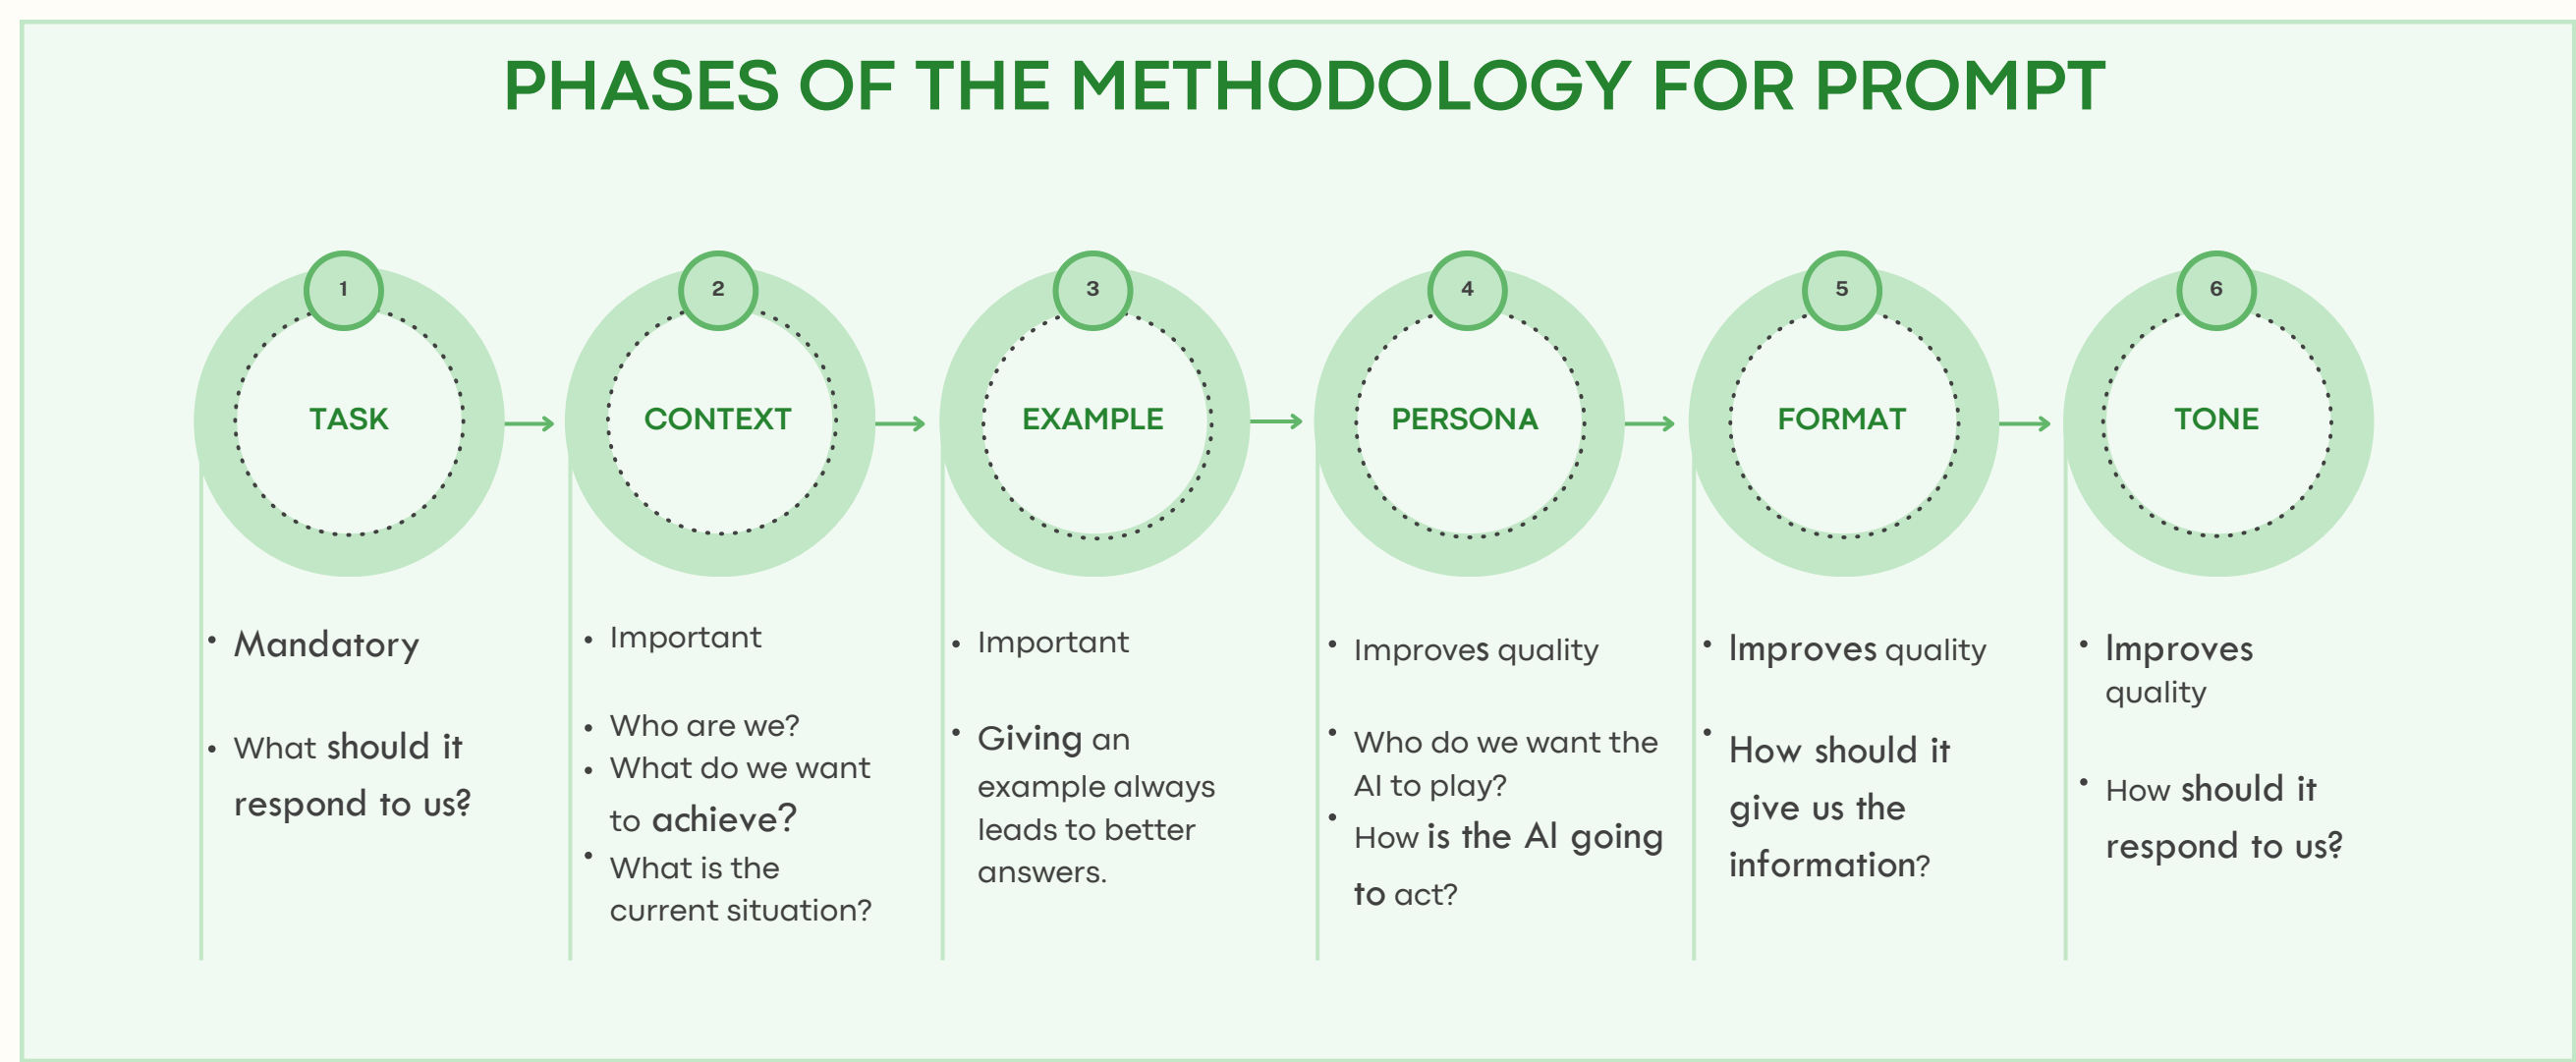 PHASES OF THE METHODOLOGY FOR PROMPT
1
TASK
• Mandatory
• What should it
respond to us?
2
CONTEXT
• Important
• Who are we?
• What do we want
to achieve?
• What is the
current situation?
3
EXAMPLE
• Important
• Giving an
example always
leads to better
answers.
4
PERSONA
• Improves quality
• Who do we want the
AI to play?
• How is the AI going
to act?
5
FORMAT
• Improves quality
• How should it
give us the
information?
6
TONE
• Improves
quality
• How should it
respond to us?